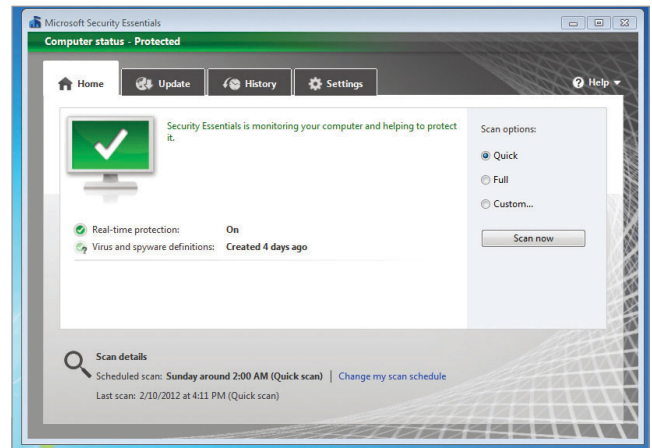 Microsoft Security Essentials
Computer status - Protected
Home
Update
History
Settings
Help
Security Essentials is monitoring your computer and helping to protect
it.
Scan options:
Quick
Full
Custom...
Scan now
Real-time protection: On
Virus and spyware definitions: Created 4 days ago
Scan details
Scheduled scan: Sunday around 2:00 AM (Quick scan) | Change my scan schedule
Last scan: 2/10/2012 at 4:11 PM (Quick scan)